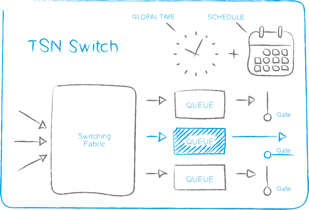 GLOBAL TIME
SCHEDULE
TSN Switch
QUEUE
Gate
Switching
Fabric
QUEUE
Gate
QUEUE
Gate